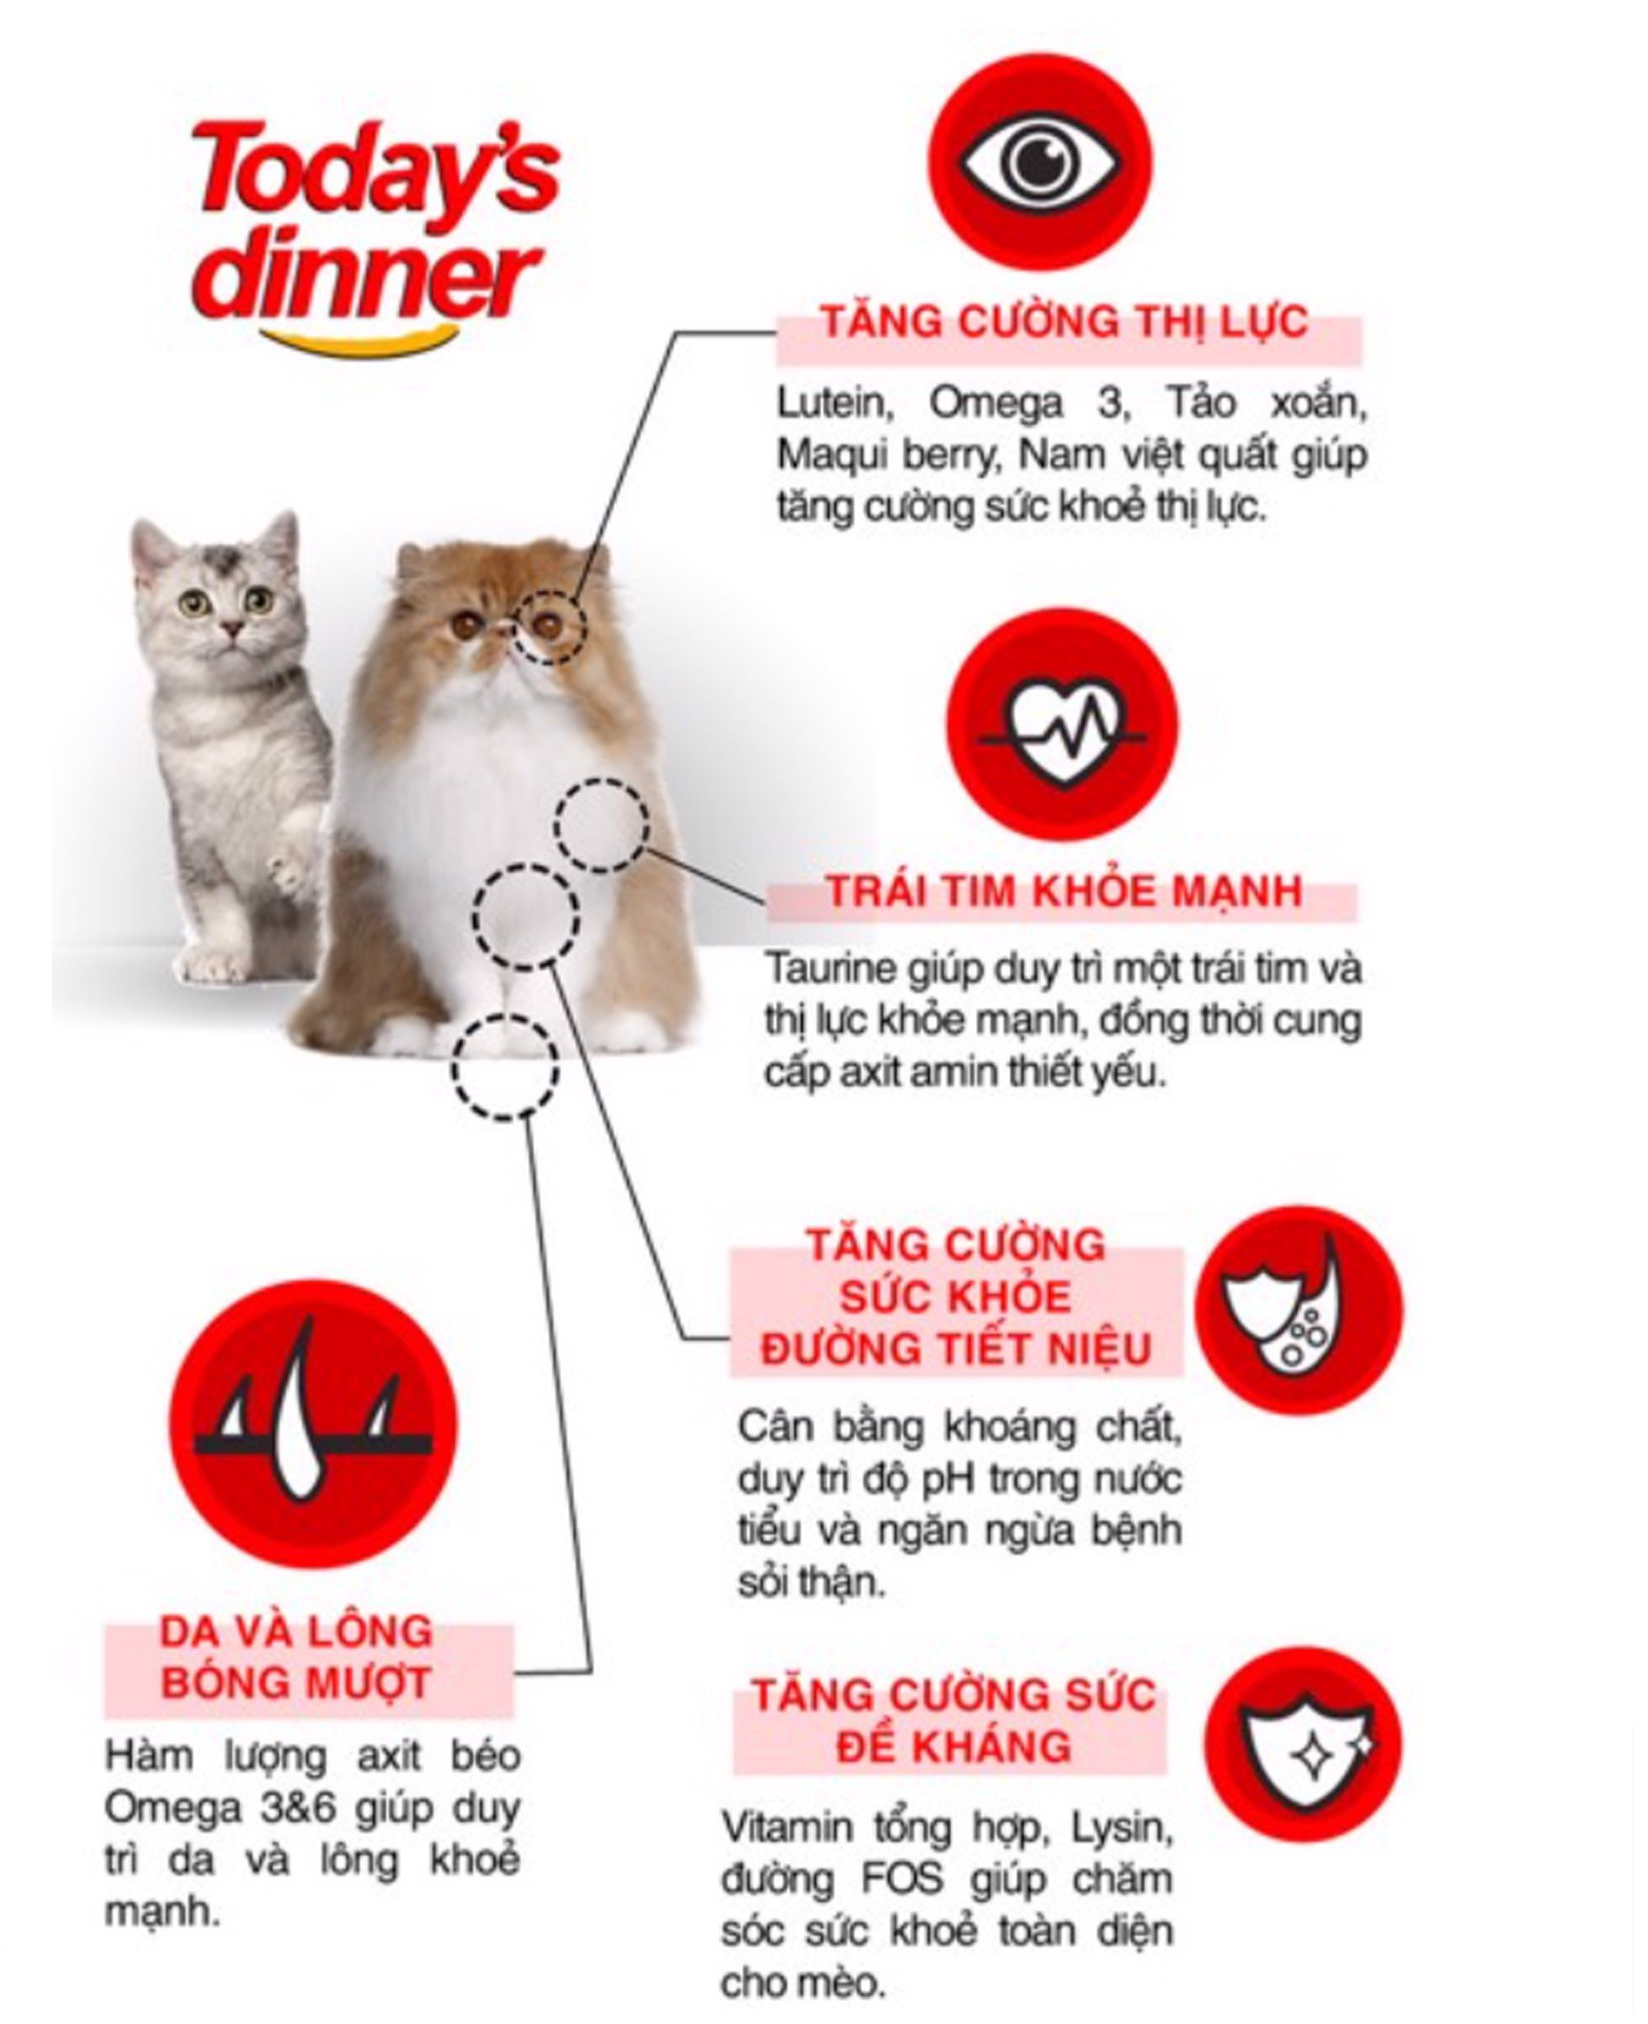 Today's
dinner
TĂNG CƯỜNG THỊ LỰC
Lutein, Omega 3, Tảo xoắn,
Maqui berry, Nam việt quất giúp
tăng cường sức khoẻ thị lực.
TRÁI TIM KHỎE MẠNH
Taurine giúp duy trì một trái tim và
thị lực khỏe mạnh, đồng thời cung
cấp axit amin thiết yếu.
TĂNG CƯỜNG
SỨC KHỎE
ĐƯỜNG TIẾT NIỆU
Cân bằng khoáng chất,
duy trì độ pH trong nước
tiểu và ngăn ngừa bệnh
sỏi thận.
DA VÀ LÔNG
BÓNG MƯỢT
Hàm lượng axit béo
Omega 3&6 giúp duy
trì da và lông khoẻ
mạnh.
TĂNG CƯỜNG SỨC
ĐỀ KHÁNG
Vitamin tổng hợp, Lysin,
đường FOS giúp chăm
sóc sức khoẻ toàn diện
cho mèo.